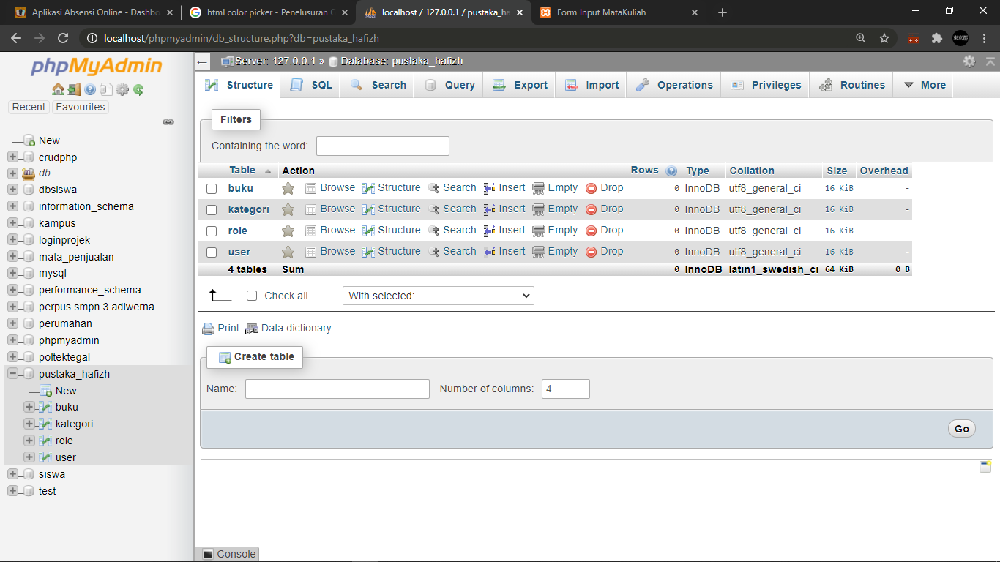 Aplikasi Absensi Online - Dashbo
html color picker - Penelusuran G
localhost / 127.0.0.1 / pustaka_ha
Form Input MataKuliah
localhost/phpmyadmin/db_structure.php?db=pustaka_hafizh
phpMyAdmin
Recent Favourites
New
crudphp
db
dbsiswa
information_schema
kampus
loginprojek
mata_penjualan
mysql
performance_schema
perpus smpn 3 adiwerna
perumahan
phpmyadmin
poltektegal
pustaka_hafizh
New
buku
kategori
role
user
siswa
test
Server: 127.0.0.1 » Database: pustaka_hafizh
Structure SQL Search Query Export Import Operations Privileges Routines More
Filters
Containing the word:
Table Action Rows Type Collation Size Overhead
buku Browse Structure Search Insert Empty Drop 0 InnoDB utf8_general_ci 16 KiB -
kategori Browse Structure Search Insert Empty Drop 0 InnoDB utf8_general_ci 16 KiB -
role Browse Structure Search Insert Empty Drop 0 InnoDB utf8_general_ci 16 KiB -
user Browse Structure Search Insert Empty Drop 0 InnoDB utf8_general_ci 16 KiB -
4 tables Sum 0 InnoDB latin1_swedish_ci 64 KiB 0 B
Check all With selected:
Print Data dictionary
Create table
Name: Number of columns: 4
Go
Console